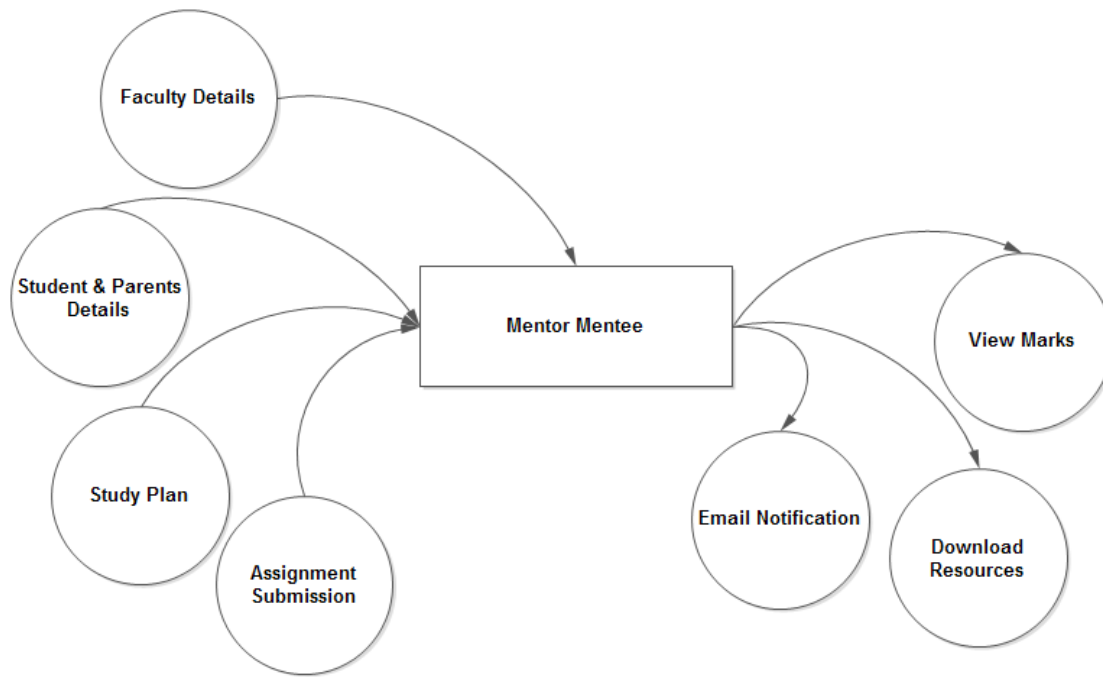 Faculty Details
Student & Parents
Details
Mentor Mentee
View Marks
Study Plan
Email Notification
Download
Resources
Assignment
Submission